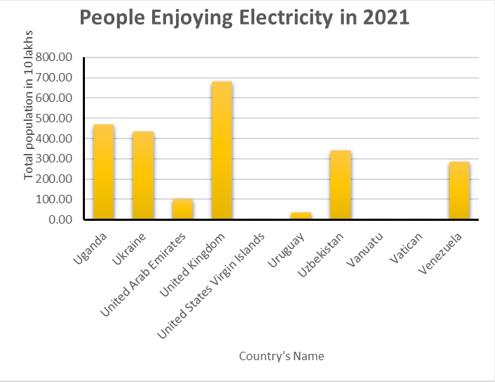 People Enjoying Electricity in 2021
Total population in 10 lakhs
800.00
700.00
600.00
500.00
400.00
300.00
200.00
100.00
0.00
Uganda
Ukraine
United Arab Emirates
United Kingdom
United States Virgin Islands
Uruguay
Uzbekistan
Vanuatu
Vatican
Venezuela
Country's Name